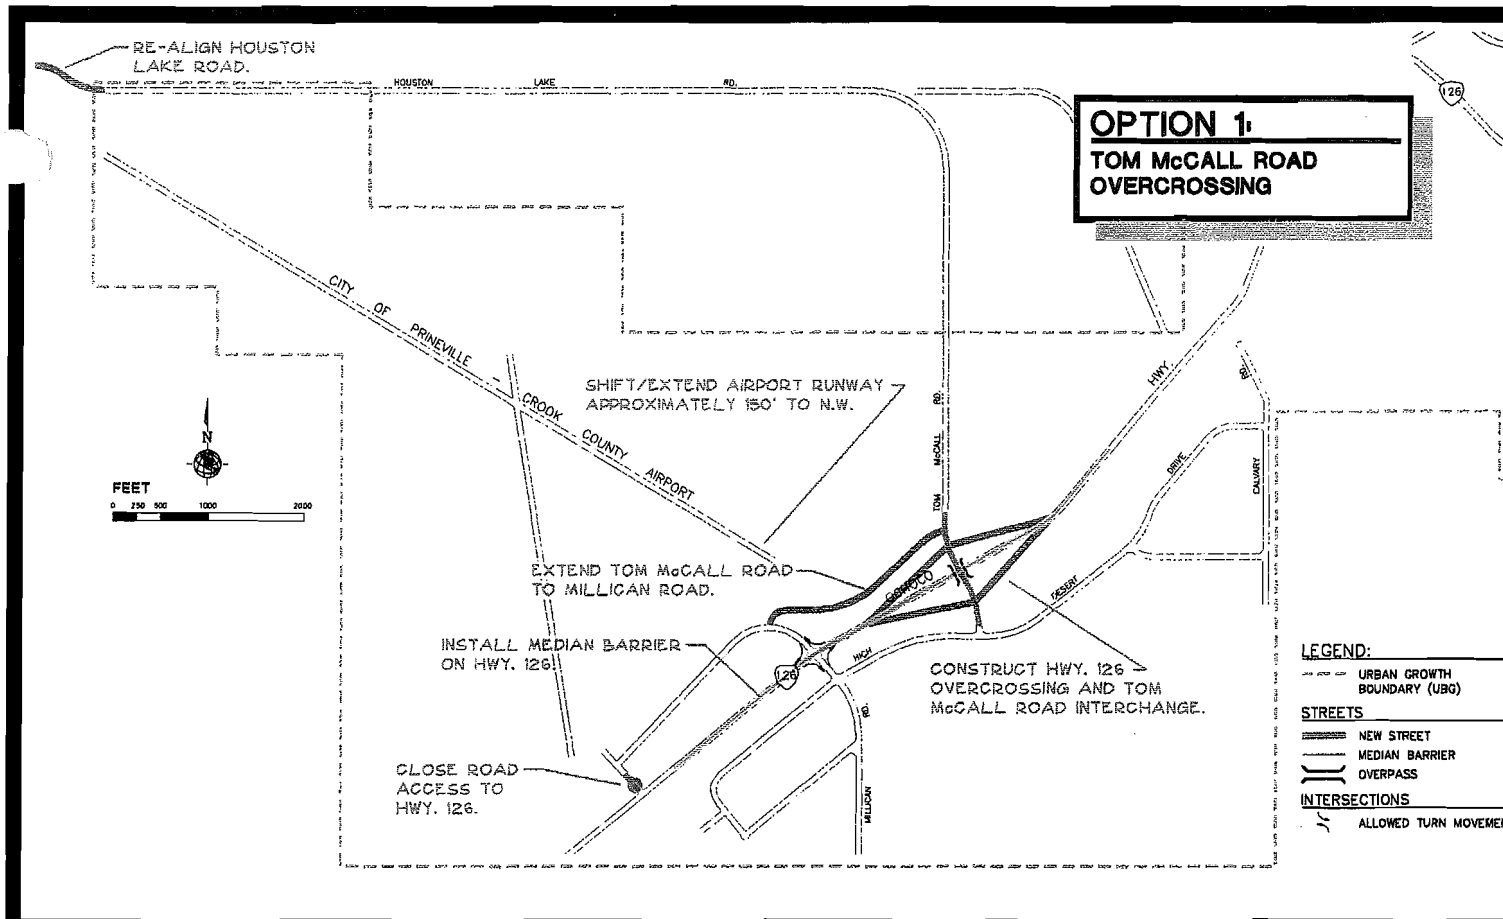 RE-ALIGN HOUSTON
LAKE ROAD.
HOUSTON LAKE RD.
126
OPTION 1:
TOM McCALL ROAD
OVERCROSSING
CITY OF PRINEVILLE - CROOK COUNTY AIRPORT
SHIFT/EXTEND AIRPORT RUNWAY
APPROXIMATELY 150' TO N.W.
HWY.
RD.
TOM McCALL RD.
DRIVE
CALVARY
N
FEET
0 250 500 1000 2000
EXTEND TOM McCALL ROAD
TO MILLICAN ROAD.
OCHOCO
DESERT
INSTALL MEDIAN BARRIER
ON HWY. 126.
HIGH
126
CONSTRUCT HWY. 126
OVERCROSSING AND TOM
McCALL ROAD INTERCHANGE.
RD.
MILLICAN
CLOSE ROAD
ACCESS TO
HWY. 126.
LEGEND:
URBAN GROWTH
BOUNDARY (UBG)
STREETS
NEW STREET
MEDIAN BARRIER
OVERPASS
INTERSECTIONS
ALLOWED TURN MOVEME